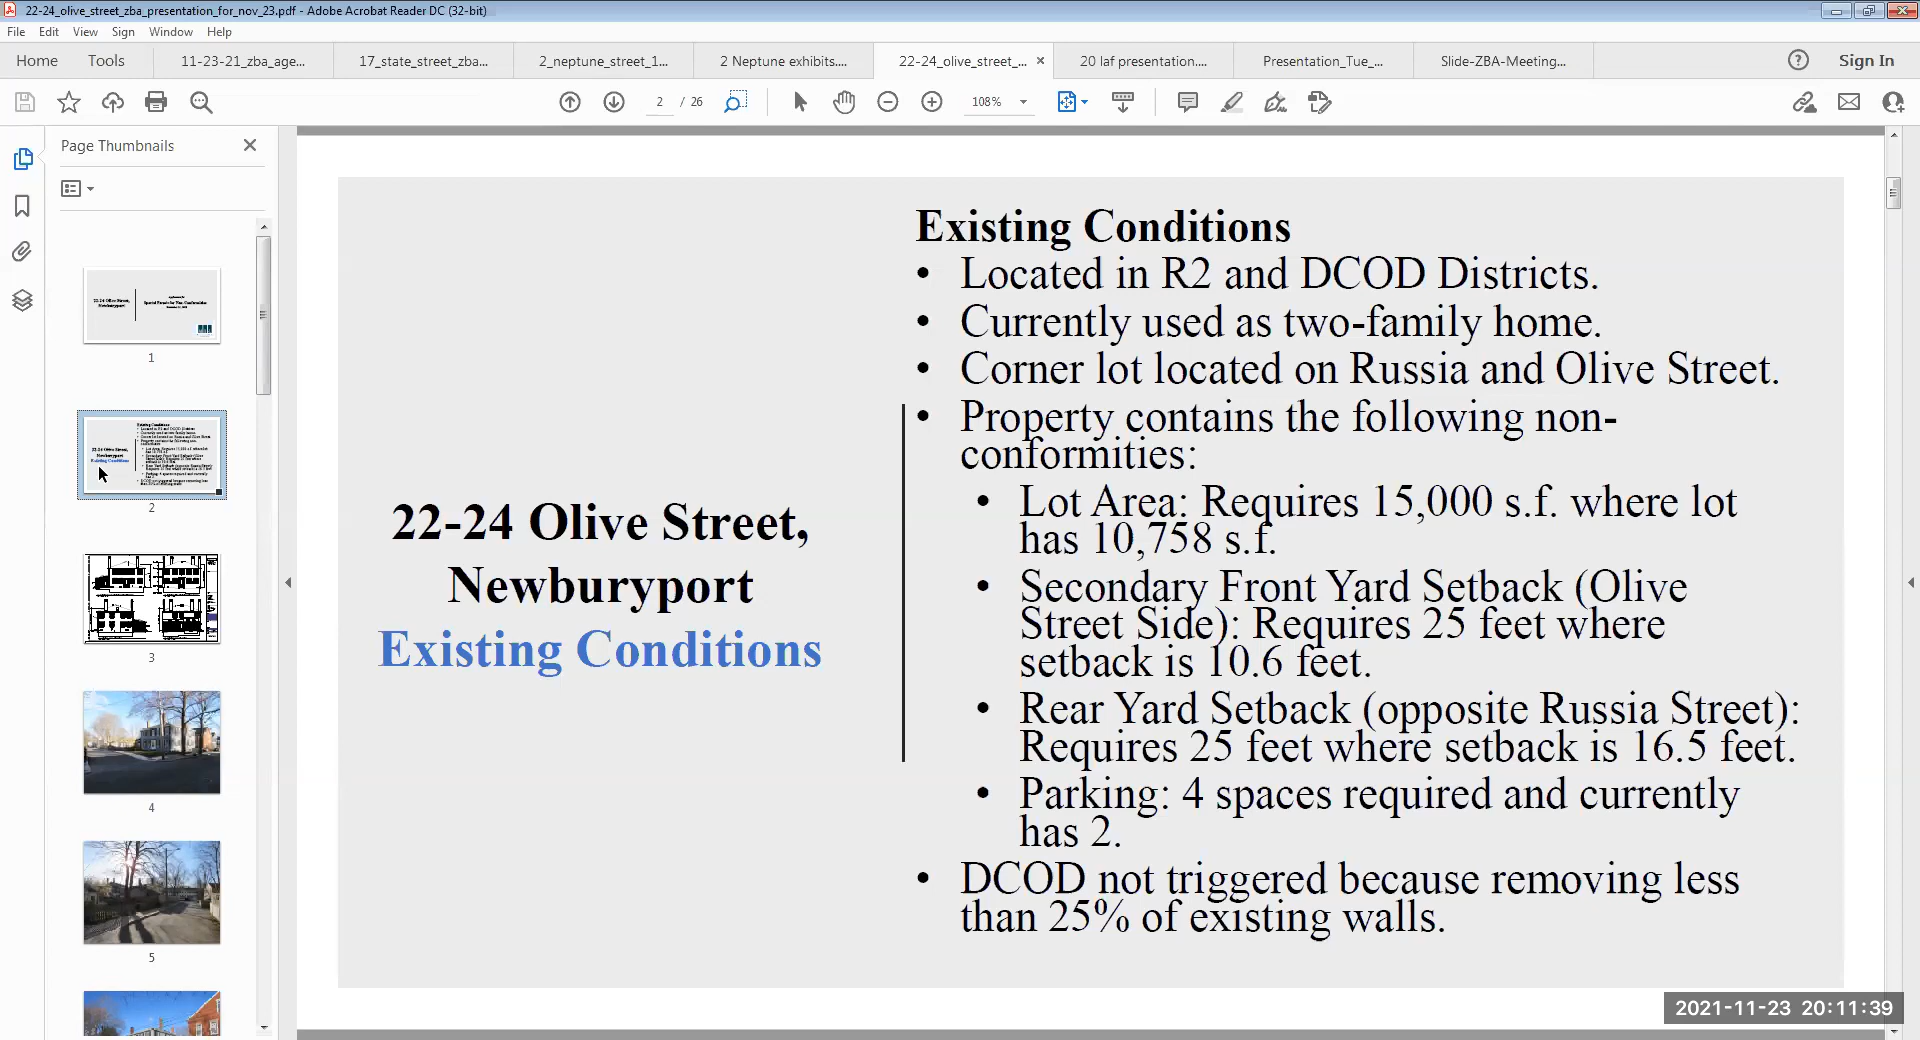 22-24_olive_street_zba_presentation_for_nov_23.pdf - Adobe Acrobat Reader DC (32-bit)
File Edit View Sign Window Help
Home Tools 11-23-21_zba_age... 17_state_street_zba... 2_neptune_street_1... 2 Neptune exhibits.... 22-24_olive_street_... 20 laf presentation.... Presentation_Tue_... Slide-ZBA-Meeting... Sign In
2 / 26 108%
Page Thumbnails
1
2
3
4
5
22-24 Olive Street,
Newburyport
Existing Conditions
Existing Conditions
• Located in R2 and DCOD Districts.
• Currently used as two-family home.
• Corner lot located on Russia and Olive Street.
• Property contains the following non-
conformities:
• Lot Area: Requires 15,000 s.f. where lot
has 10,758 s.f.
• Secondary Front Yard Setback (Olive
Street Side): Requires 25 feet where
setback is 10.6 feet.
• Rear Yard Setback (opposite Russia Street):
Requires 25 feet where setback is 16.5 feet.
• Parking: 4 spaces required and currently
has 2.
• DCOD not triggered because removing less
than 25% of existing walls.
2021-11-23 20:11:39